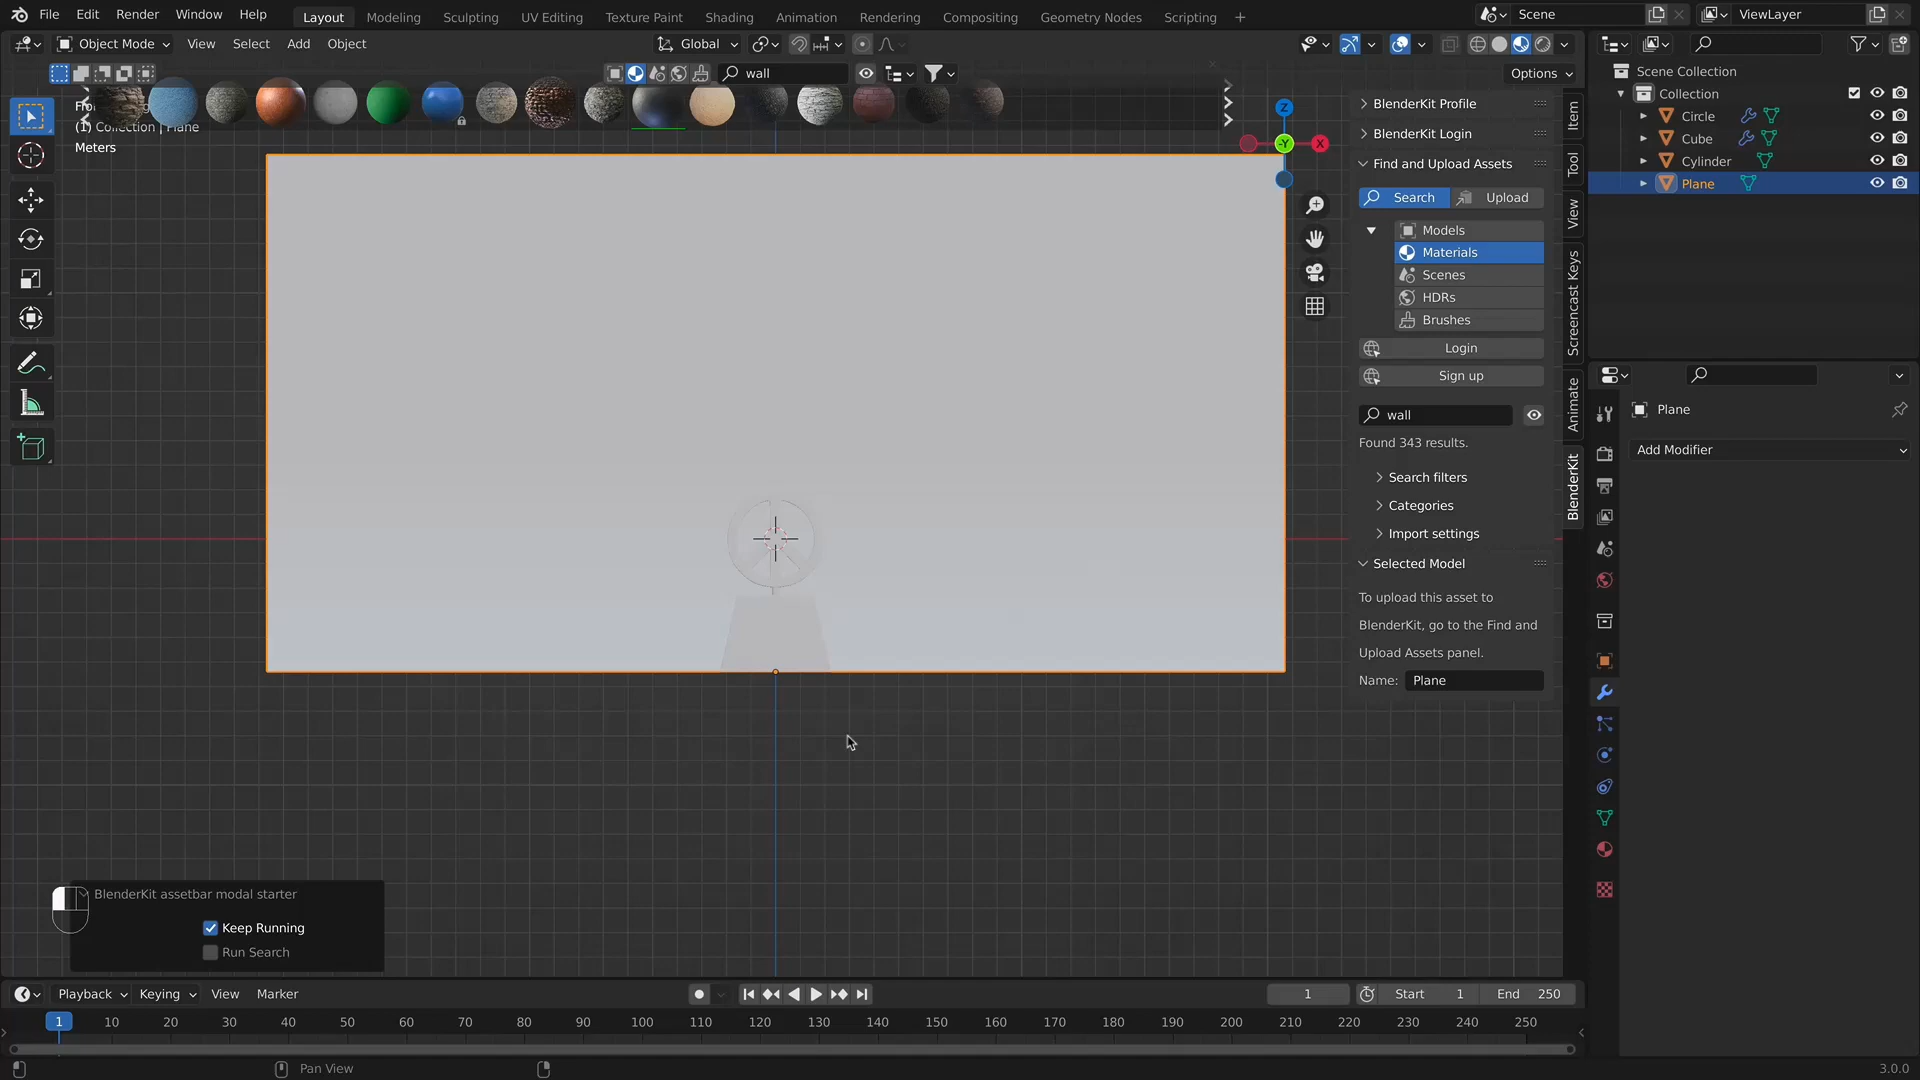 File Edit Render Window Help Layout Modeling Sculpting UV Editing Texture Paint Shading Animation Rendering Compositing Geometry Nodes Scripting + Scene ViewLayer
Object Mode View Select Add Object Global
wall Options
(1) Collection | Plane
Meters
Z
-Y
X
BlenderKit Profile
BlenderKit Login
Find and Upload Assets
Search Upload
Models
Materials
Scenes
HDRs
Brushes
Login
Sign up
wall
Found 343 results.
Search filters
Categories
Import settings
Selected Model
To upload this asset to
BlenderKit, go to the Find and
Upload Assets panel.
Name: Plane
Item
Tool
View
Screencast Keys
Animate
BlenderKit
Scene Collection
Collection
Circle
Cube
Cylinder
Plane
Plane
Add Modifier
BlenderKit assetbar modal starter
Keep Running
Run Search
Playback Keying View Marker 1 Start 1 End 250
1 10 20 30 40 50 60 70 80 90 100 110 120 130 140 150 160 170 180 190 200 210 220 230 240 250
Pan View 3.0.0